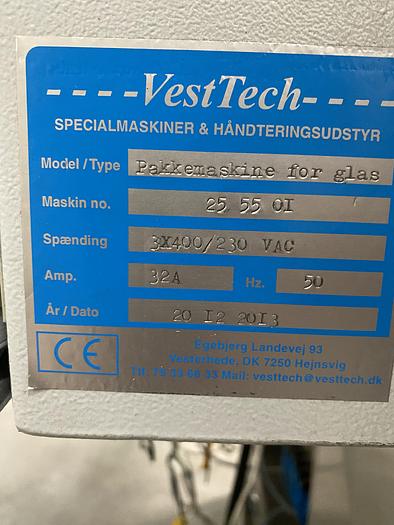 ----VestTech----
SPECIALMASKINER & HÅNDTERINGSUDSTYR
Model/Type Pakkemaskine for glas
Maskin no. 25 55 01
Spænding 3X400/230 VAC
Amp. 32A Hz. 50
År / Dato 20 12 2013
CE Egebjerg Landevej 93
Vesterhede, DK 7250 Hejnsvig
Tlf. 75 33 66 33 Mail: vesttech@vesttech.dk